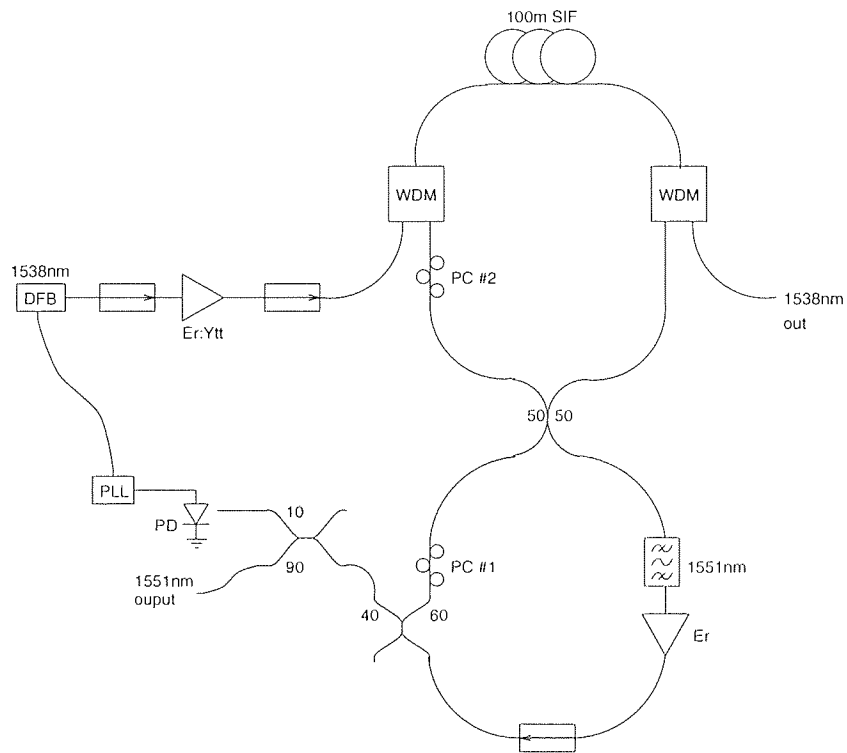 100m SIF
WDM
WDM
1538nm
DFB
Er:Ytt
PC #2
1538nm
out
50 50
PLL
PD
10
90
1551nm
ouput
PC #1
40
60
1551nm
Er